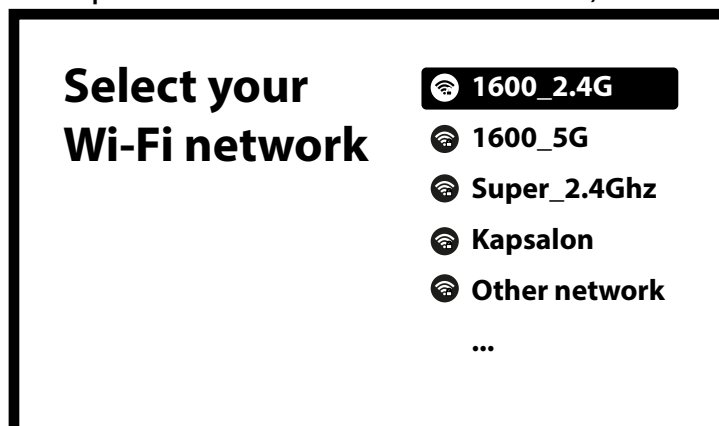 Select your
Wi-Fi network
1600_2.4G
1600_5G
Super_2.4Ghz
Kapsalon
Other network
...